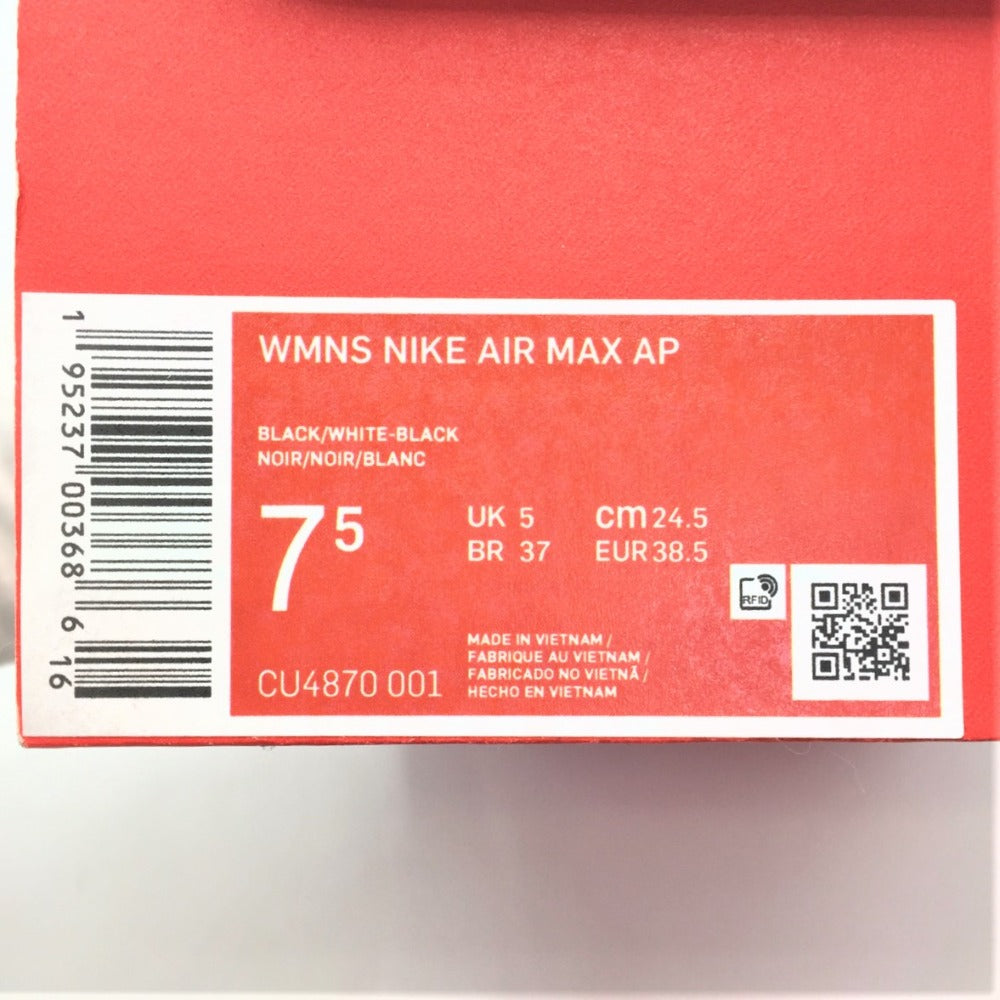 1 95237 00368 6 16
WMNS NIKE AIR MAX AP
BLACK/WHITE-BLACK
NOIR/NOIR/BLANC
7 5
UK 5 cm 24.5
BR 37 EUR 38.5
RFID
CU4870 001
MADE IN VIETNAM /
FABRIQUE AU VIETNAM /
FABRICADO NO VIETNÃ /
HECHO EN VIETNAM